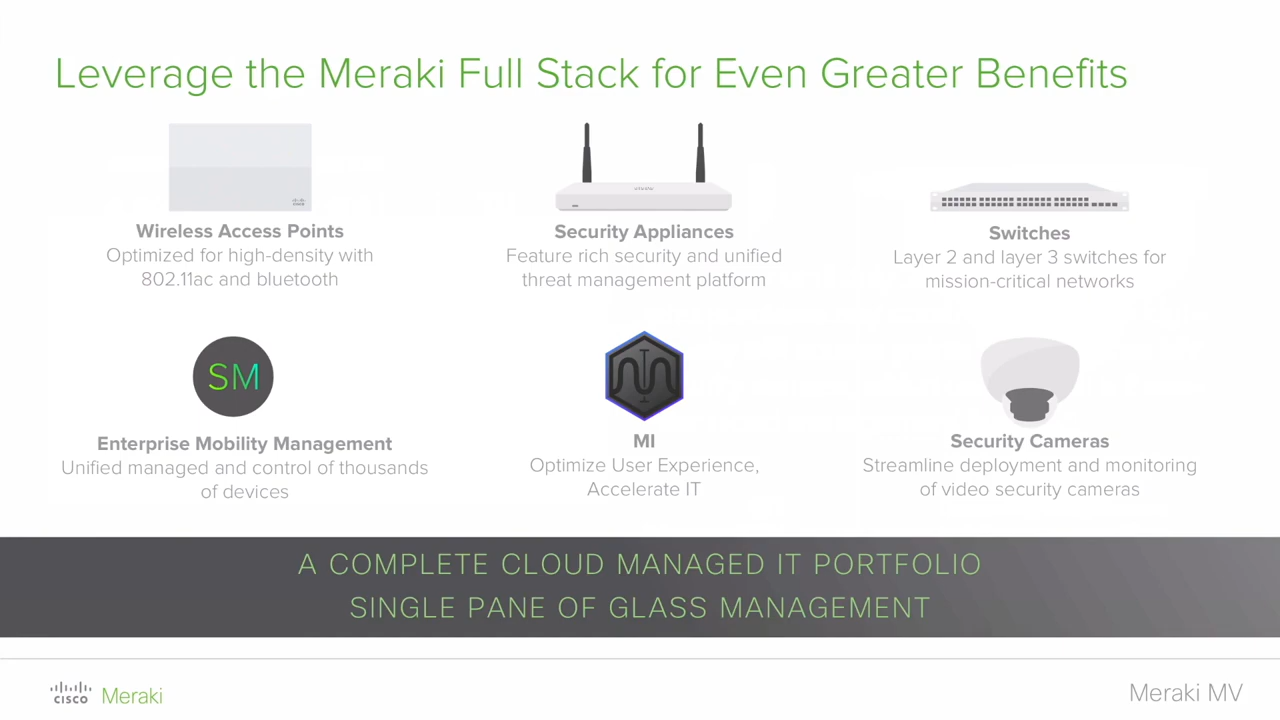 Leverage the Meraki Full Stack for Even Greater Benefits
Wireless Access Points
Optimized for high-density with
802.11ac and bluetooth
Security Appliances
Feature rich security and unified
threat management platform
Switches
Layer 2 and layer 3 switches for
mission-critical networks
SM
Enterprise Mobility Management
Unified managed and control of thousands
of devices
MI
Optimize User Experience,
Accelerate IT
Security Cameras
Streamline deployment and monitoring
of video security cameras
A COMPLETE CLOUD MANAGED IT PORTFOLIO
SINGLE PANE OF GLASS MANAGEMENT
CISCO Meraki
Meraki MV